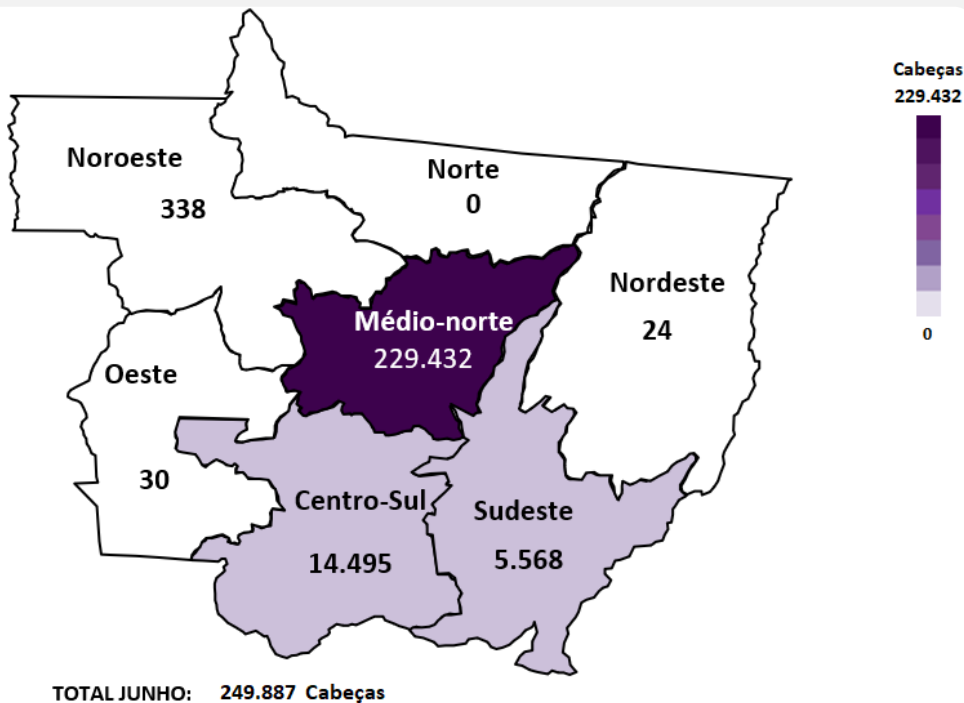 Cabeças
229.432
Noroeste
338
Norte
0
Nordeste
24
Médio-norte
229.432
0
Oeste
30
Centro-Sul
14.495
Sudeste
5.568
TOTAL JUNHO: 249.887 Cabeças